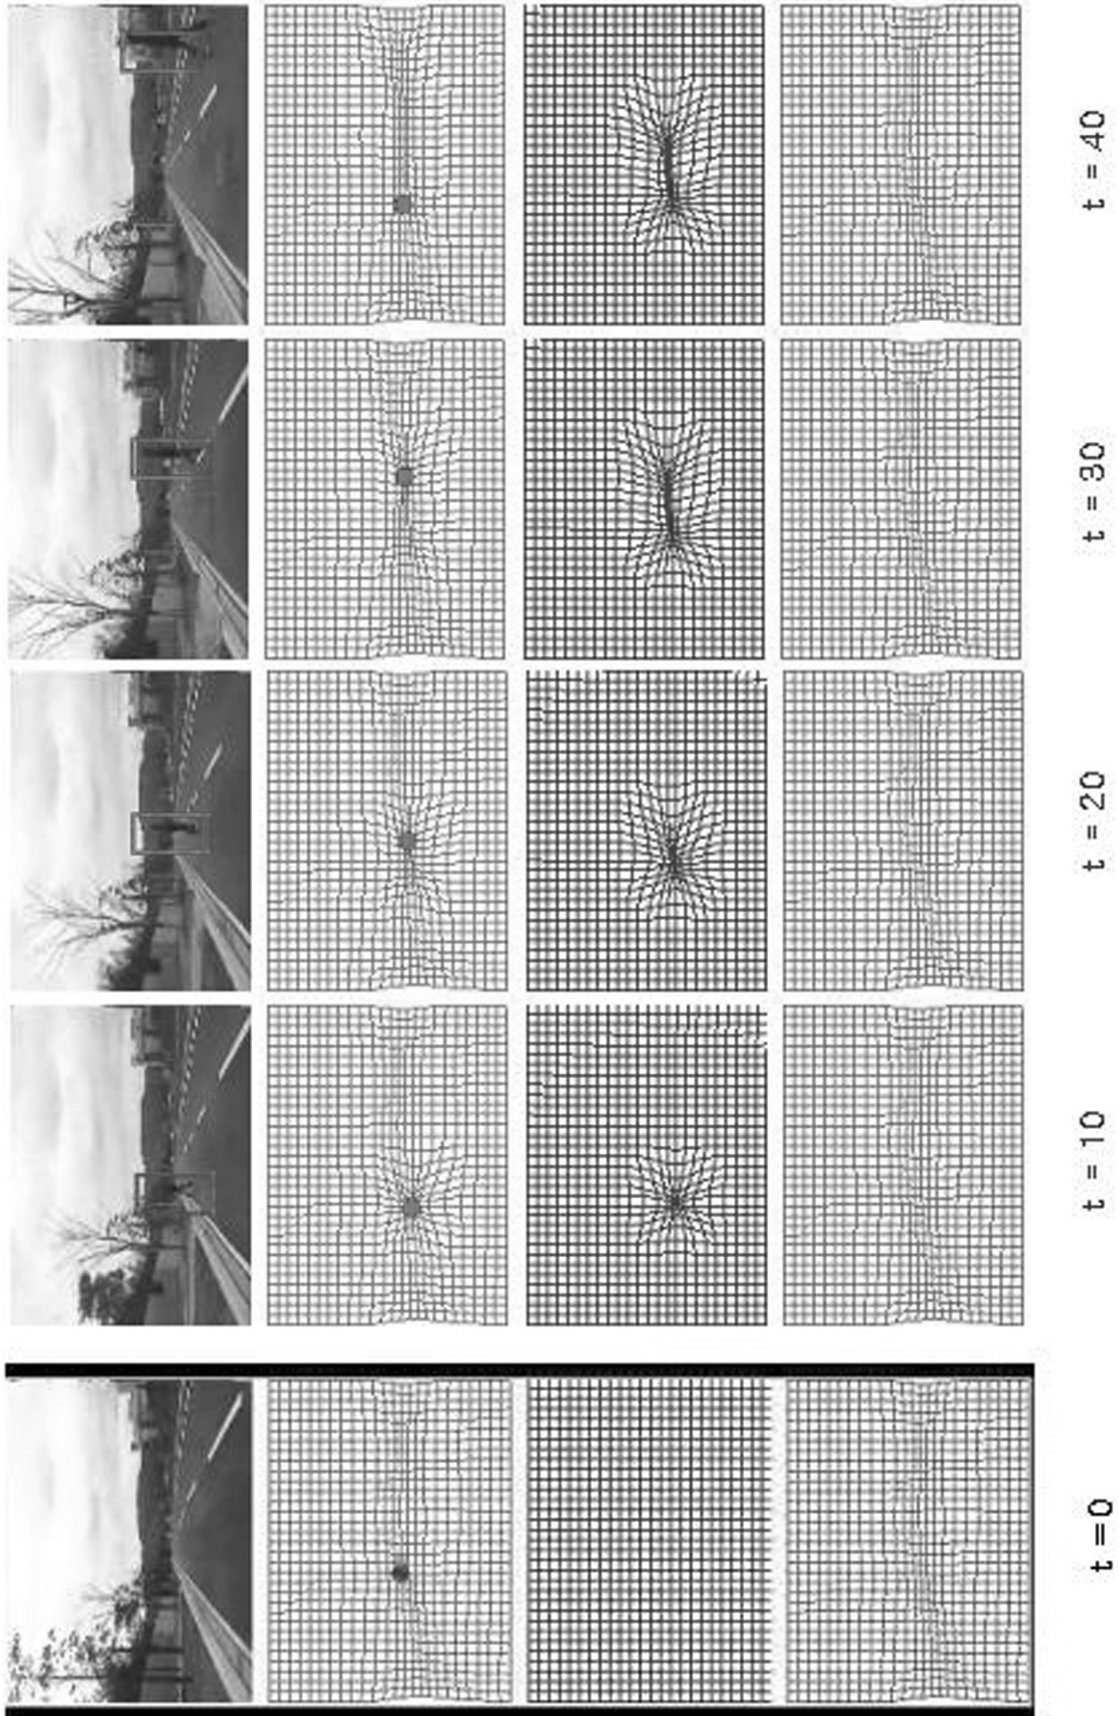 t = 40
t = 30
t = 20
t = 10
t =0